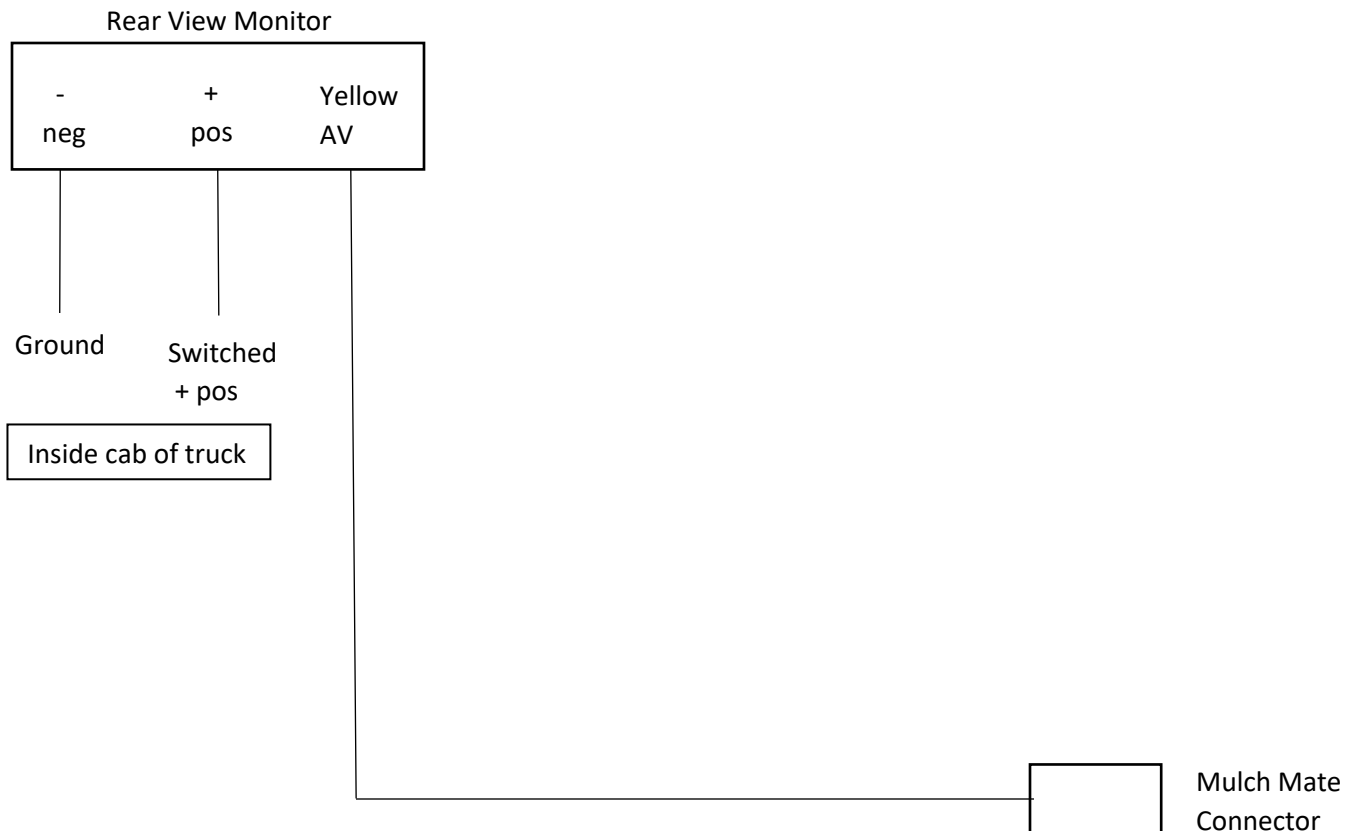 Rear View Monitor
- + Yellow
neg pos AV
Ground
Switched
+ pos
Inside cab of truck
Mulch Mate
Connector